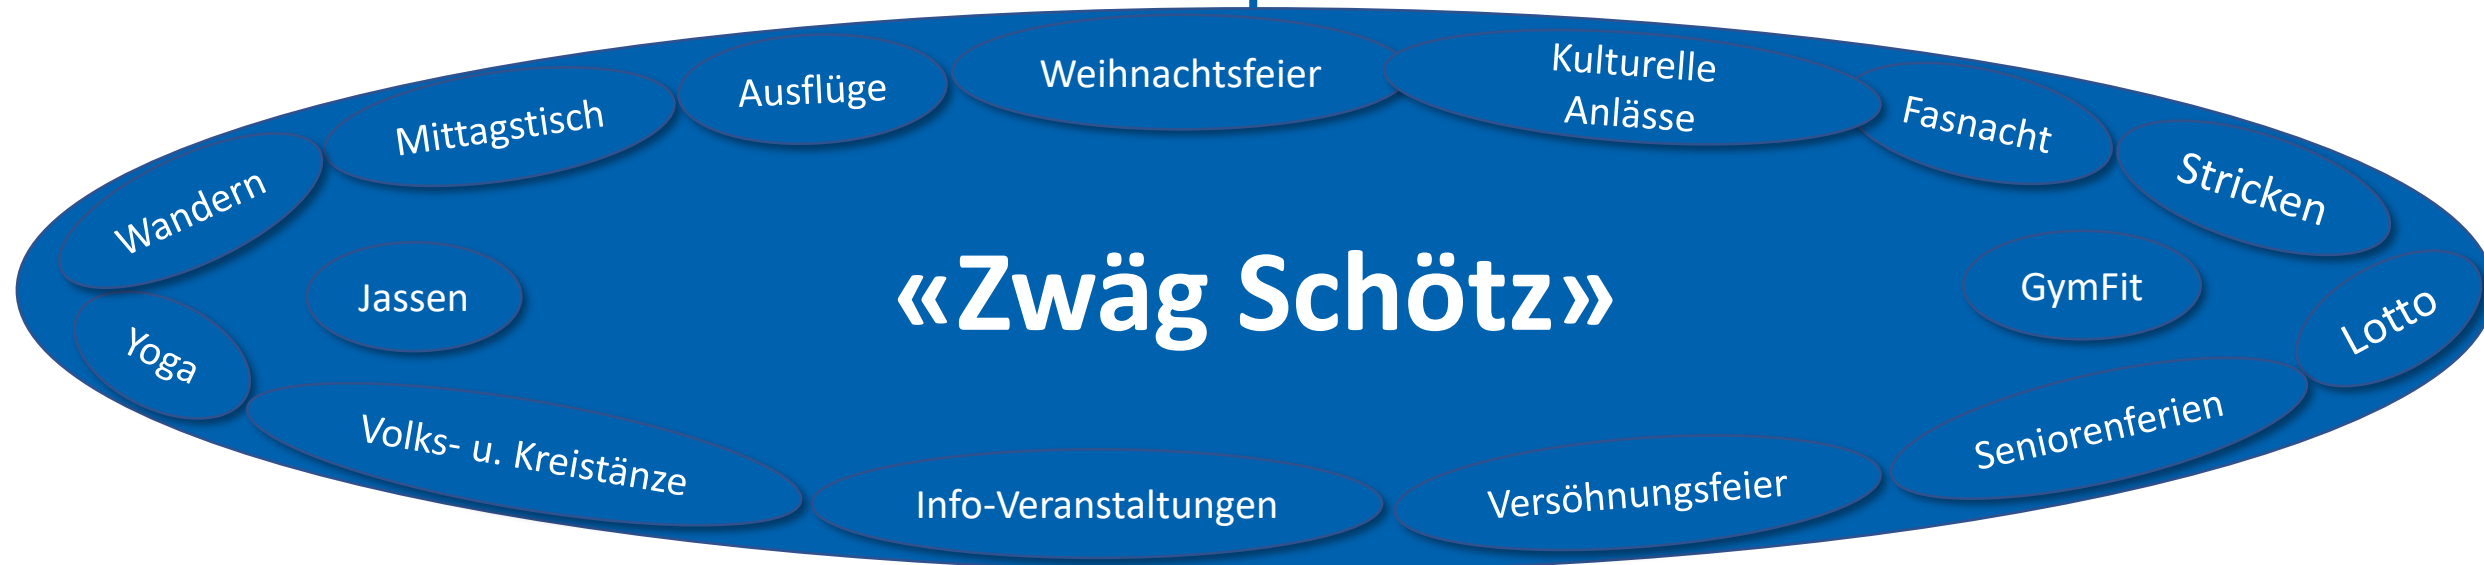 Weihnachtsfeier
Kulturelle
Anlässe
Ausflüge
Fasnacht
Mittagstisch
Stricken
Wandern
«Zwäg Schötz»
Jassen
GymFit
Lotto
Yoga
Seniorenferien
Volks- u. Kreistänze
Info-Veranstaltungen
Versöhnungsfeier